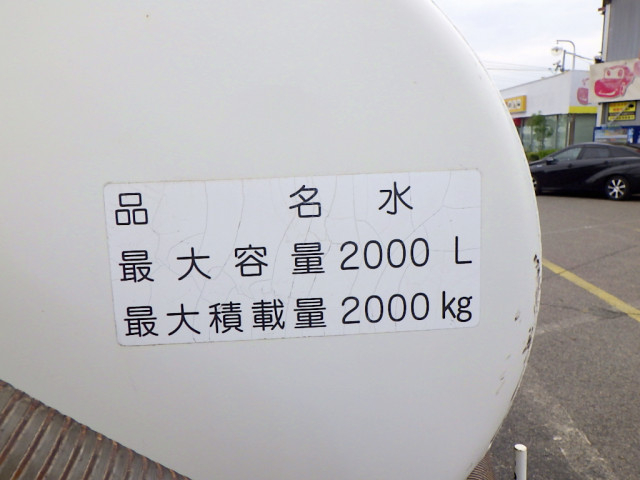 品名 水
最大容量 2000 L
最大積載量 2000 kg